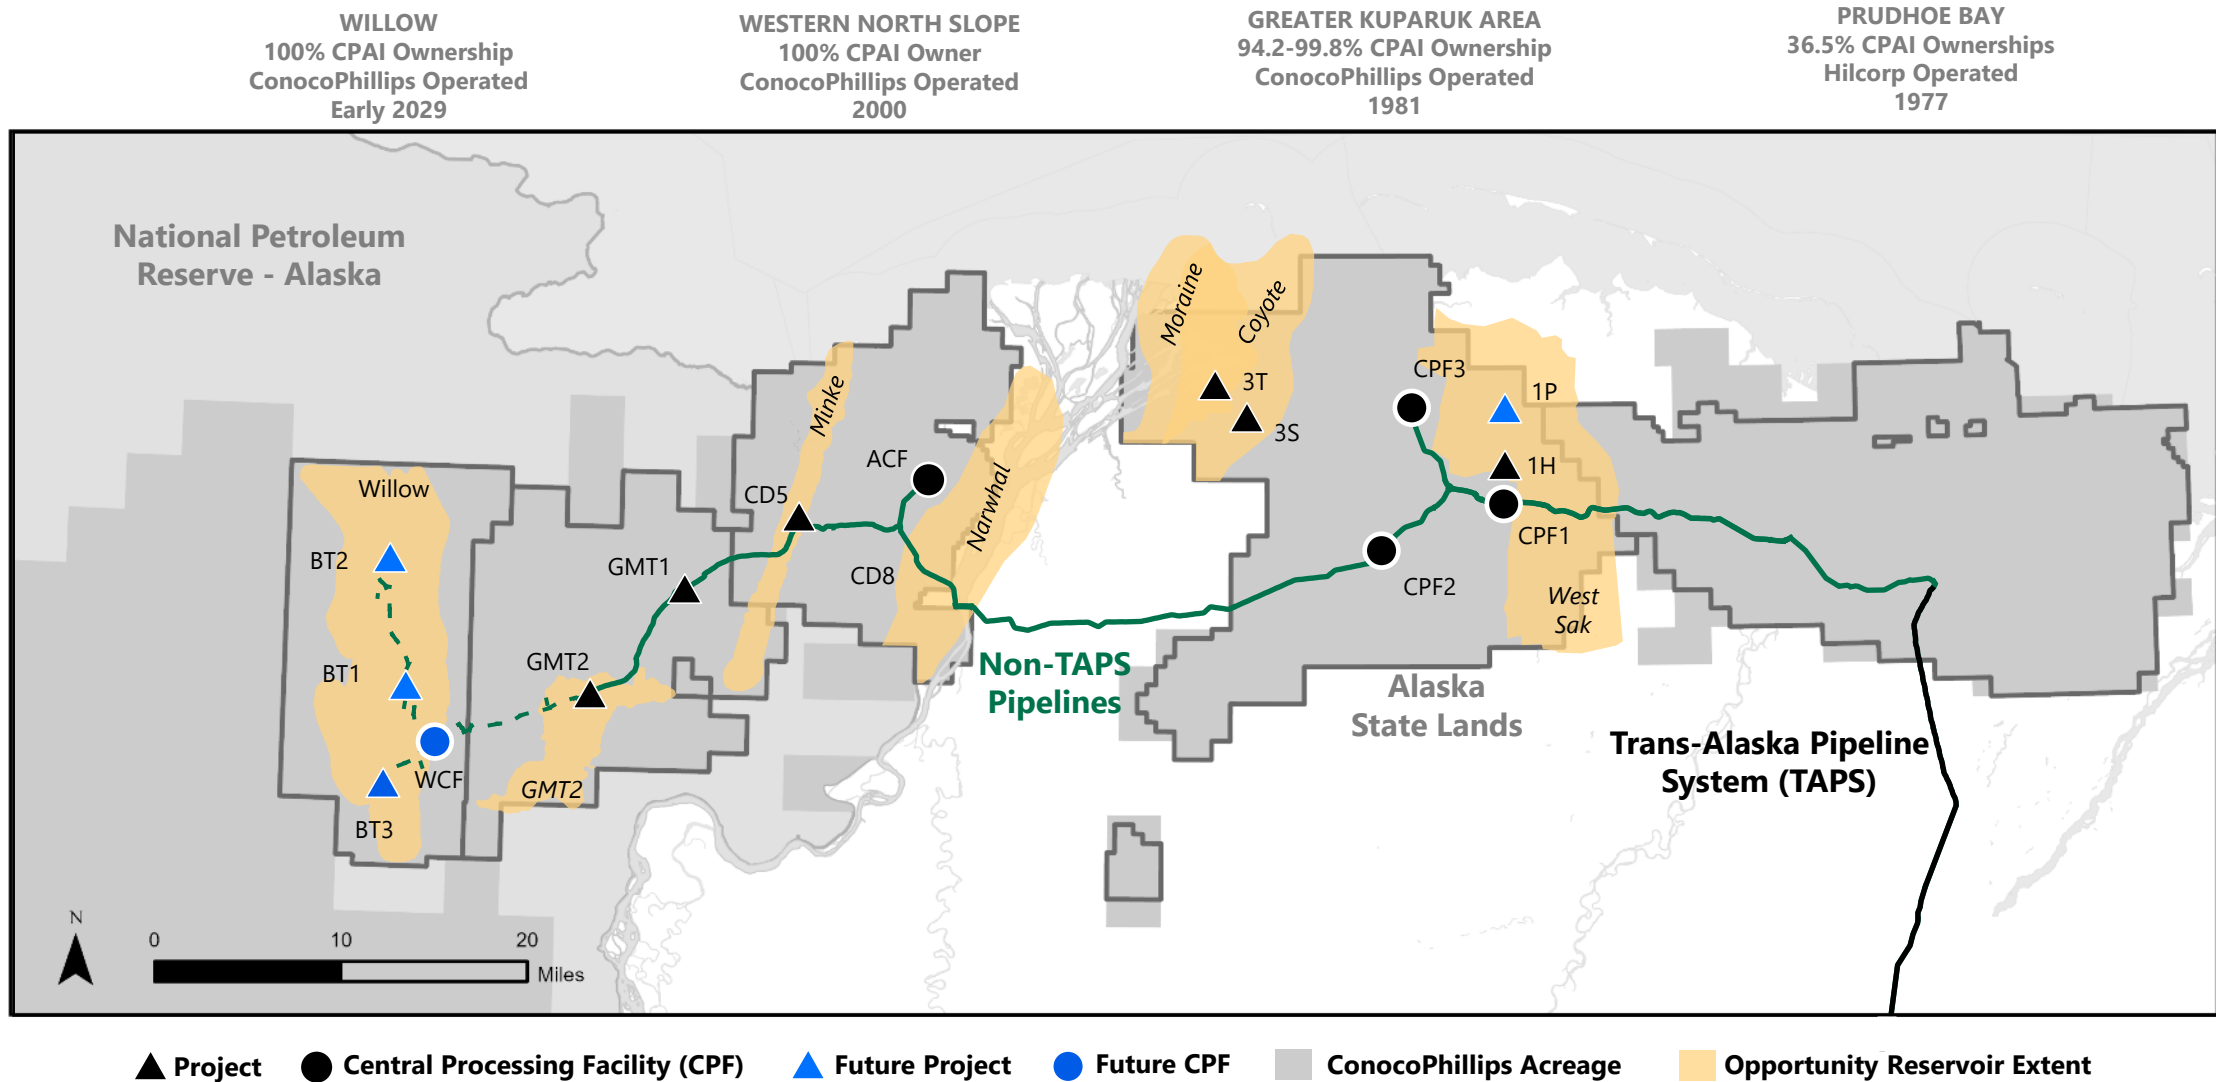 WILLOW
100% CPAI Ownership
ConocoPhillips Operated
Early 2029
WESTERN NORTH SLOPE
100% CPAI Owner
ConocoPhillips Operated
2000
GREATER KUPARUK AREA
94.2-99.8% CPAI Ownership
ConocoPhillips Operated
1981
PRUDHOE BAY
36.5% CPAI Ownerships
Hilcorp Operated
1977
National Petroleum
Reserve - Alaska
Moraine
Coyote
Minke
3T
3S
CPF3
1P
1H
CPF1
CPF2
West
Sak
ACF
CD5
Narwhal
CD8
Willow
BT2
GMT1
BT1
GMT2
WCF
GMT2
BT3
Non-TAPS
Pipelines
Alaska
State Lands
Trans-Alaska Pipeline
System (TAPS)
N
0
10
20
Miles
Project
Central Processing Facility (CPF)
Future Project
Future CPF
ConocoPhillips Acreage
Opportunity Reservoir Extent